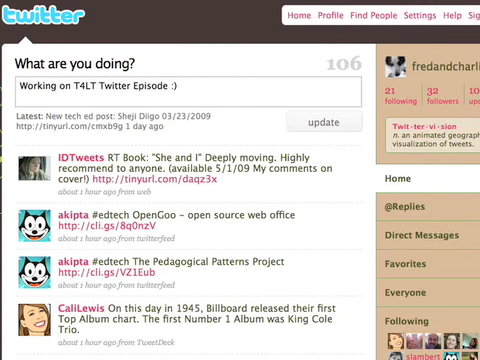 twitter
Home Profile Find People Settings Help
What are you doing? 106
Working on T4LT Twitter Episode :)
Latest: New tech ed post: Sheji Diigo 03/23/2009
http://tinyurl.com/cmxb9g 1 day ago
update
IDTweets RT Book: "She and I" Deeply moving. Highly
recommend to anyone. (available 5/1/09 My comments on
cover!) http://tinyurl.com/daqz3x
about 1 hour ago from web
akipta #edtech OpenGoo - open source web office
http://cli.gs/8q0nzV
about 1 hour ago from twitterfeed
akipta #edtech The Pedagogical Patterns Project
http://cli.gs/VZ1Eub
about 1 hour ago from twitterfeed
CaliLewis On this day in 1945, Billboard released their first
Top Album chart. The first Number 1 Album was King Cole
Trio.
about 1 hour ago from TweetDeck
fredandcharli
21 32
following followers
Twit·ter·vi·sion
n. an animated geograp
visualization of tweets.
Home
@Replies
Direct Messages
Favorites
Everyone
Following
slambert